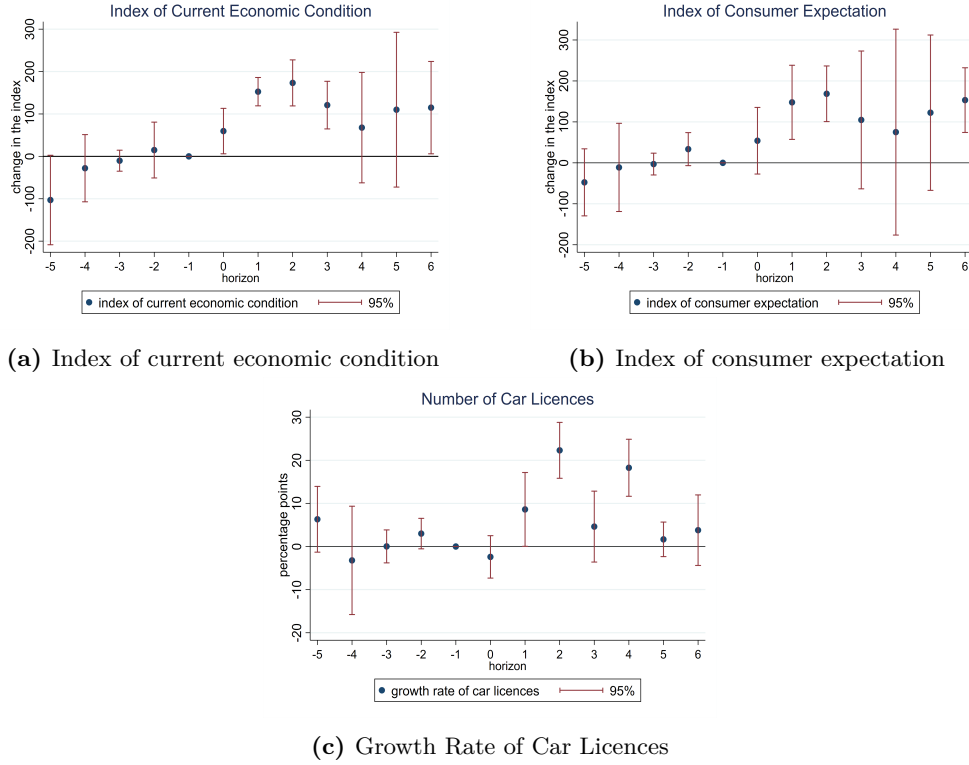 Index of Current Economic Condition
change in the index
300
200
100
0
-100
-200
-5 -4 -3 -2 -1 0 1 2 3 4 5 6
horizon
index of current economic condition 95%
(a) Index of current economic condition
Index of Consumer Expectation
change in the index
300
200
100
0
-100
-200
-5 -4 -3 -2 -1 0 1 2 3 4 5 6
horizon
index of consumer expectation 95%
(b) Index of consumer expectation
Number of Car Licences
percentage points
30
20
10
0
-10
-20
-5 -4 -3 -2 -1 0 1 2 3 4 5 6
horizon
growth rate of car licences 95%
(c) Growth Rate of Car Licences